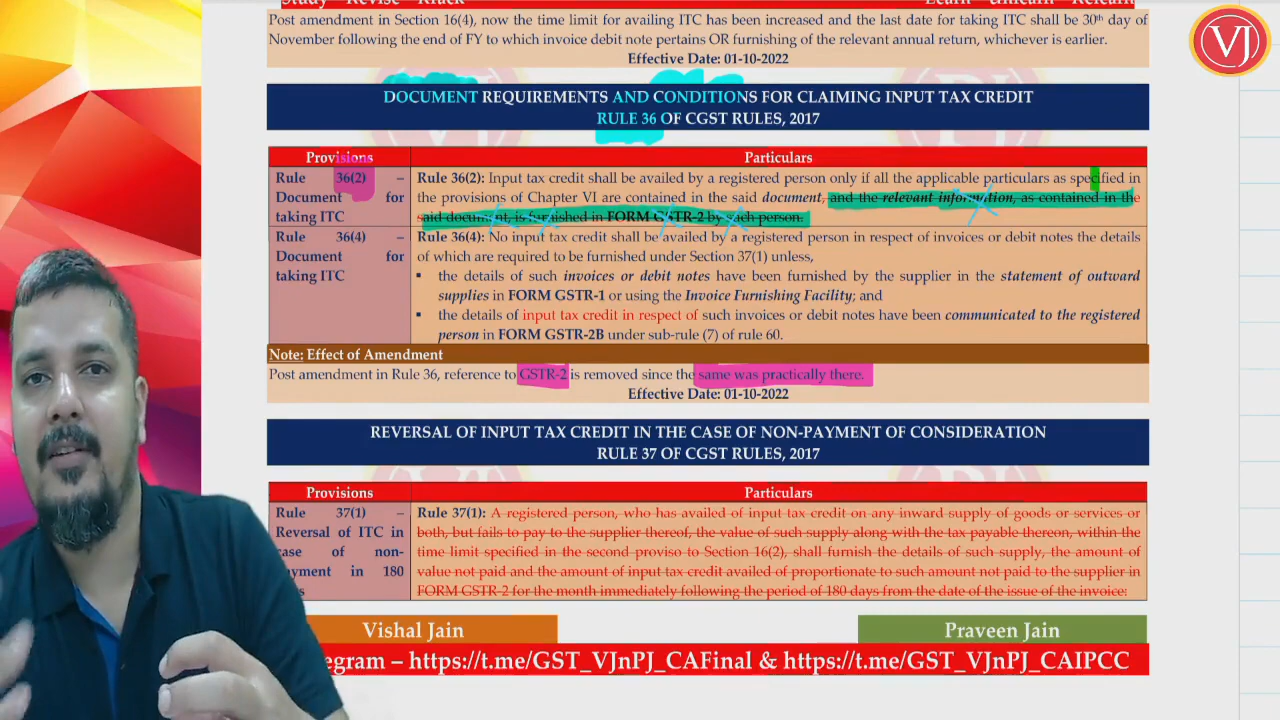 Study Revise Krack Learn Unlearn Relearn
VJ
Post amendment in Section 16(4), now the time limit for availing ITC has been increased and the last date for taking ITC shall be 30th day of
November following the end of FY to which invoice debit note pertains OR furnishing of the relevant annual return, whichever is earlier.
Effective Date: 01-10-2022
DOCUMENT REQUIREMENTS AND CONDITIONS FOR CLAIMING INPUT TAX CREDIT
RULE 36 OF CGST RULES, 2017
Provisions
Particulars
Rule 36(2) –
Document for
taking ITC
Rule 36(2): Input tax credit shall be availed by a registered person only if all the applicable particulars as specified in
the provisions of Chapter VI are contained in the said document, and the relevant information, as contained in the
said document, is furnished in FORM GSTR-2 by such person.
Rule 36(4) –
Document for
taking ITC
Rule 36(4): No input tax credit shall be availed by a registered person in respect of invoices or debit notes the details
of which are required to be furnished under Section 37(1) unless,
▪ the details of such invoices or debit notes have been furnished by the supplier in the statement of outward
supplies in FORM GSTR-1 or using the Invoice Furnishing Facility; and
▪ the details of input tax credit in respect of such invoices or debit notes have been communicated to the registered
person in FORM GSTR-2B under sub-rule (7) of rule 60.
Note: Effect of Amendment
Post amendment in Rule 36, reference to GSTR-2 is removed since the same was practically there.
Effective Date: 01-10-2022
REVERSAL OF INPUT TAX CREDIT IN THE CASE OF NON-PAYMENT OF CONSIDERATION
RULE 37 OF CGST RULES, 2017
Provisions
Particulars
Rule 37(1) –
Reversal of ITC in
case of non-
yment in 180
s
Rule 37(1): A registered person, who has availed of input tax credit on any inward supply of goods or services or
both, but fails to pay to the supplier thereof, the value of such supply along with the tax payable thereon, within the
time limit specified in the second proviso to Section 16(2), shall furnish the details of such supply, the amount of
value not paid and the amount of input tax credit availed of proportionate to such amount not paid to the supplier in
FORM GSTR-2 for the month immediately following the period of 180 days from the date of the issue of the invoice:
Vishal Jain
Praveen Jain
egram – https://t.me/GST_VJnPJ_CAFinal & https://t.me/GST_VJnPJ_CAIPCC